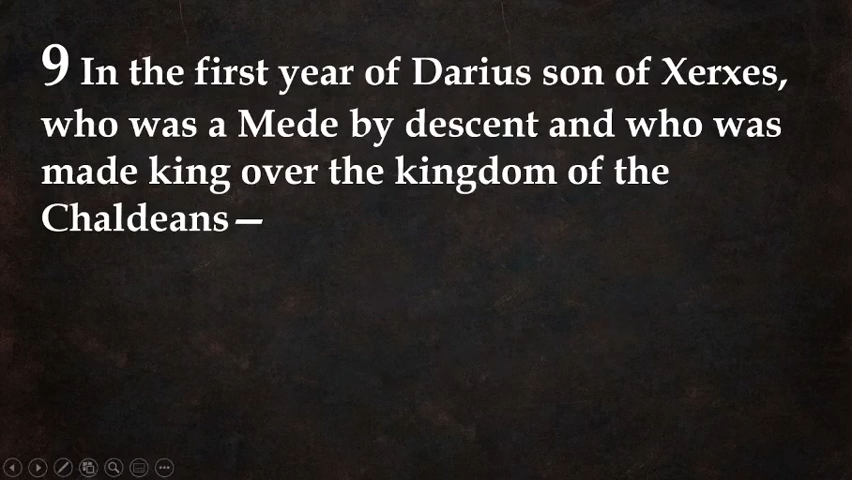 9 In the first year of Darius son of Xerxes,
who was a Mede by descent and who was
made king over the kingdom of the
Chaldeans—